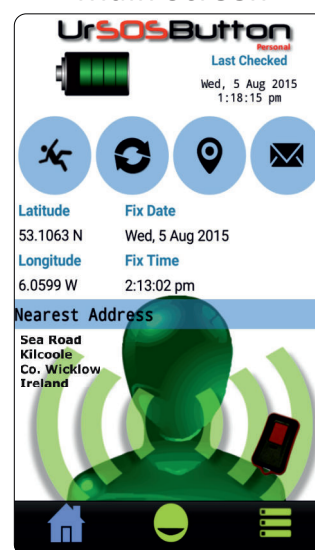 UrSOSButton
Personal
Last Checked
Wed, 5 Aug 2015
1:18:15 pm
Latitude
Fix Date
53.1063 N
Wed, 5 Aug 2015
Longitude
Fix Time
6.0599 W
2:13:02 pm
Nearest Address
Sea Road
Kilcoole
Co. Wicklow
Ireland